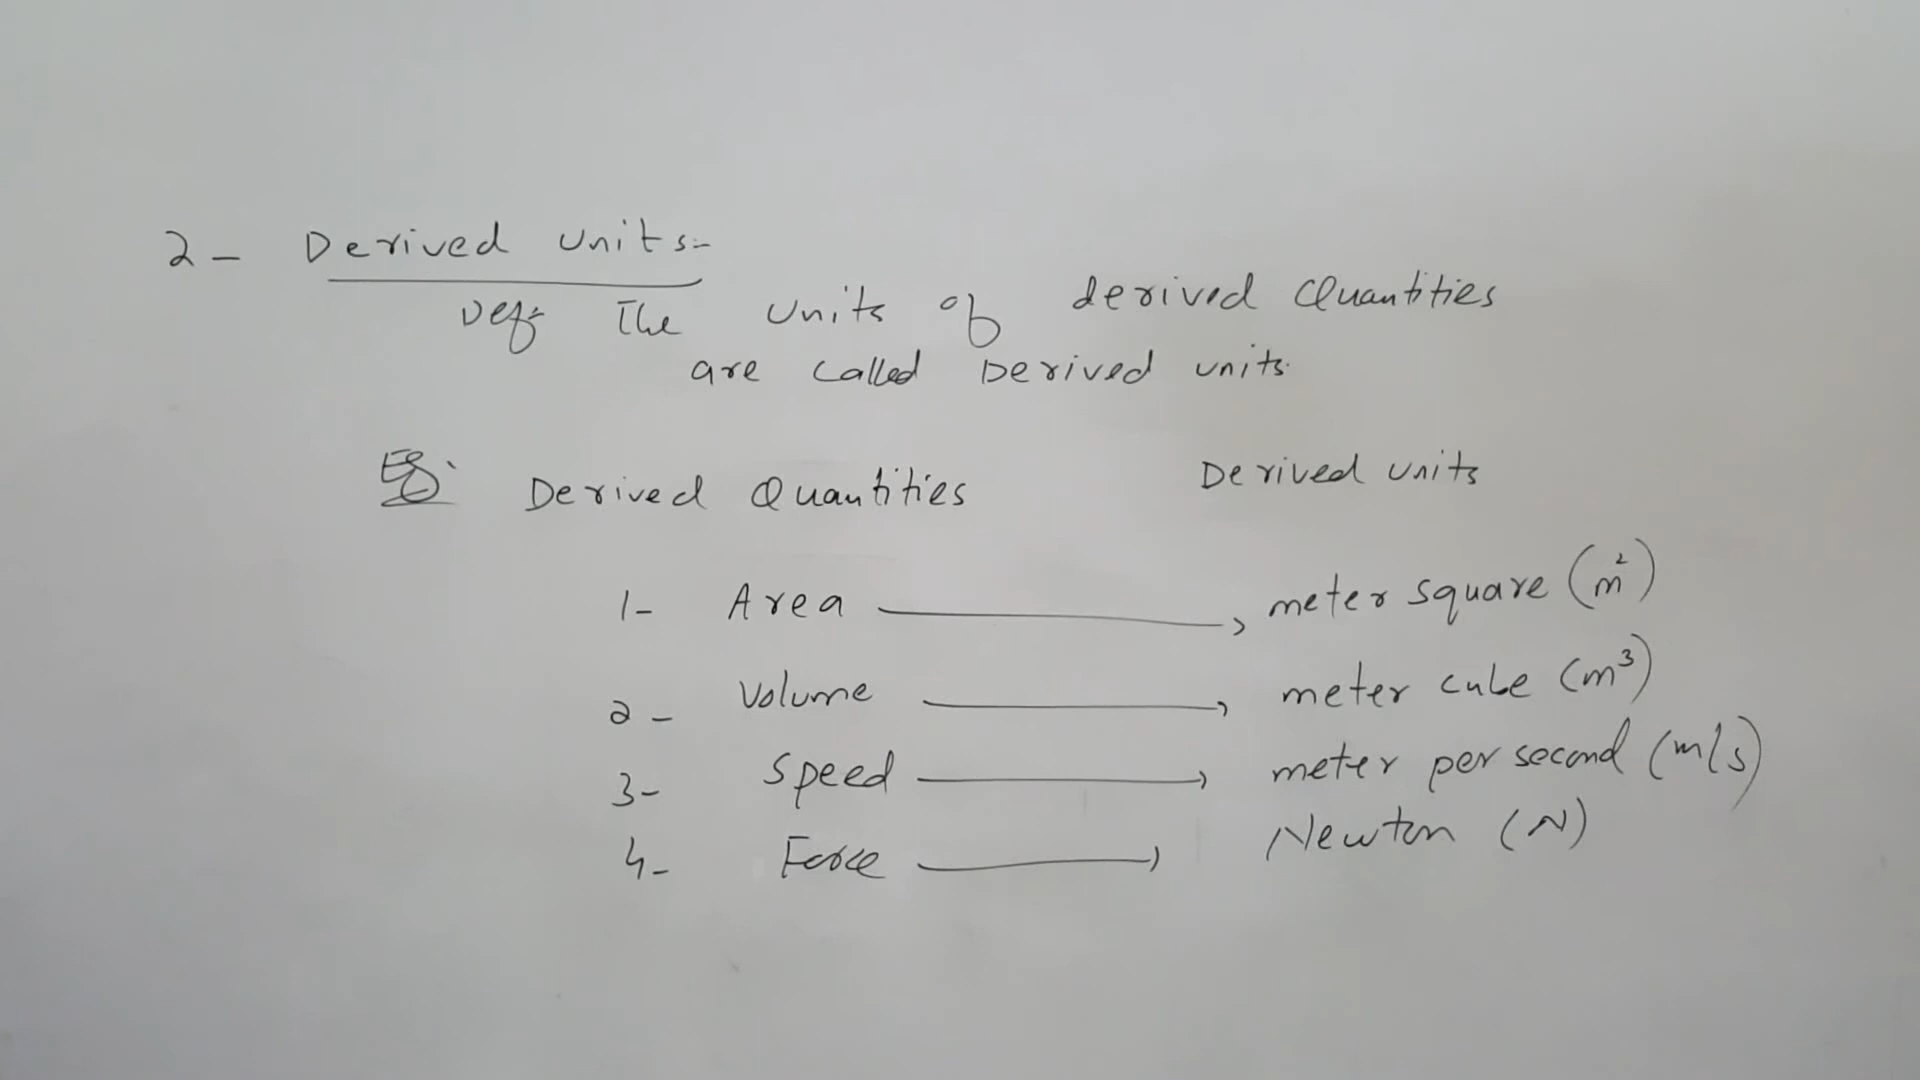 2- Derived units-
Def- The units of derived Quantities
are called Derived units.
Eg. Derived Quantities Derived units
1- Area → meter square (m²)
2- Volume → meter cube (m³)
3- Speed → meter per second (m/s)
4- Force → Newton (N)